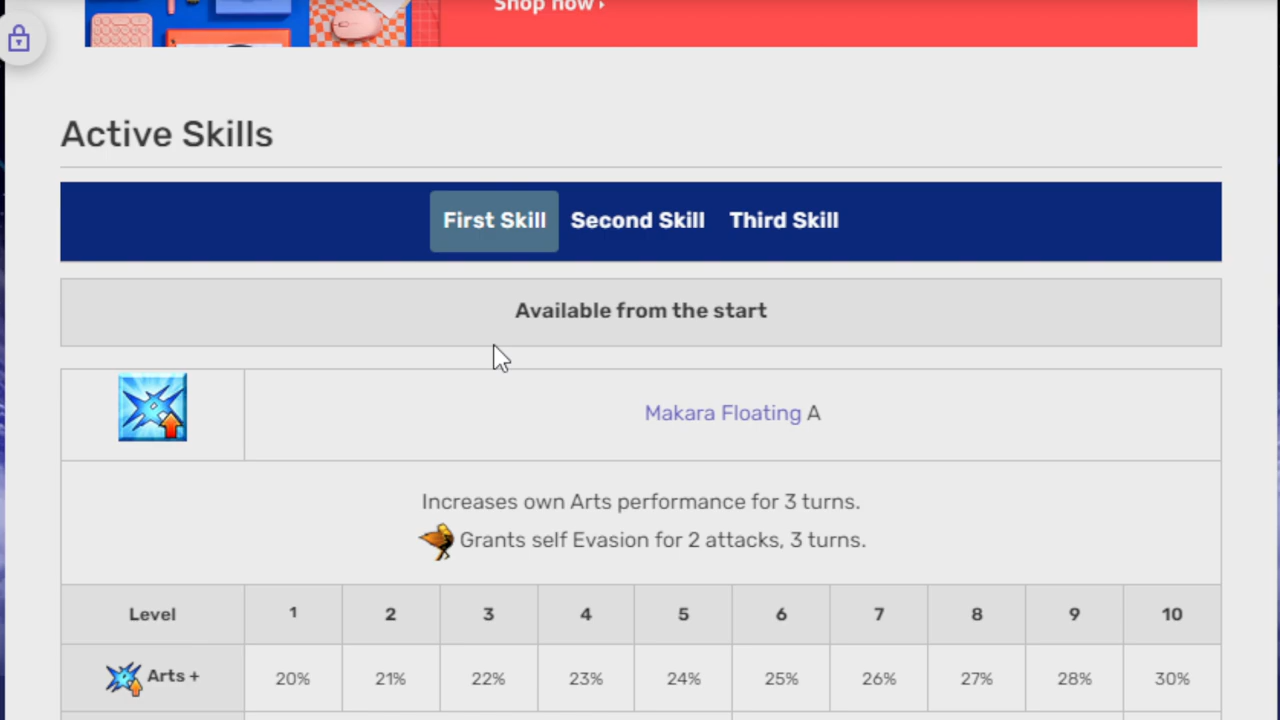 Shop now ›
Active Skills
First Skill Second Skill Third Skill
Available from the start
Makara Floating A
Increases own Arts performance for 3 turns.
Grants self Evasion for 2 attacks, 3 turns.
Level 1 2 3 4 5 6 7 8 9 10
Arts + 20% 21% 22% 23% 24% 25% 26% 27% 28% 30%